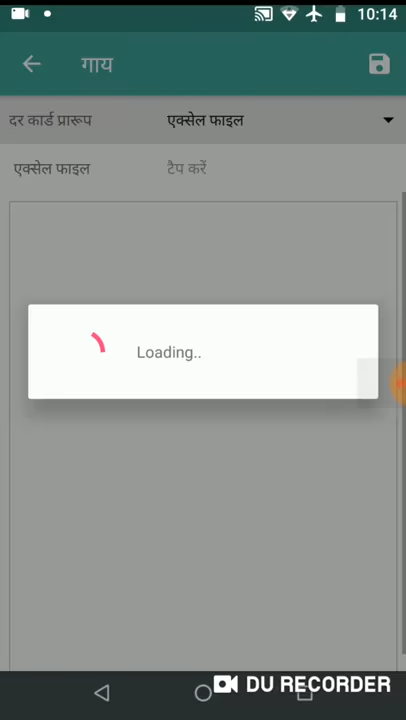 10:14
गाय
दर कार्ड प्रारूप एक्सेल फाइल
एक्सेल फाइल टैप करें
Loading..
DU RECORDER